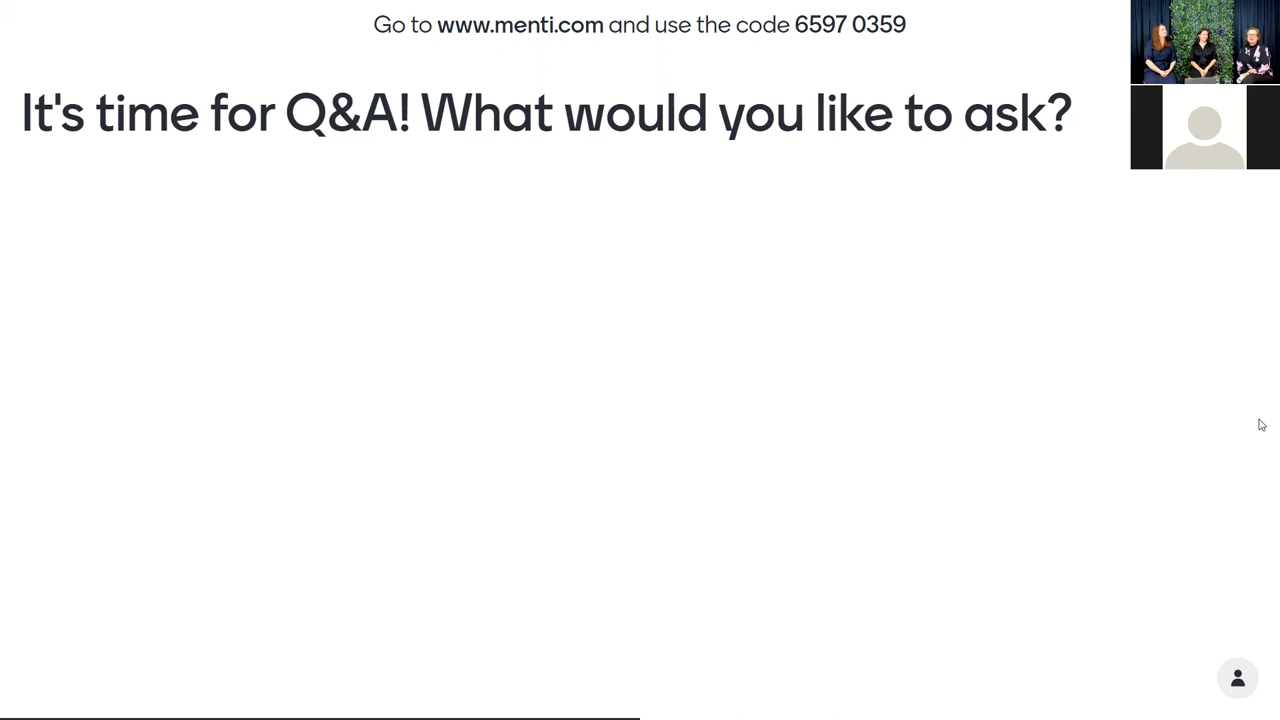 Go to www.menti.com and use the code 6597 0359
It's time for Q&A! What would you like to ask?